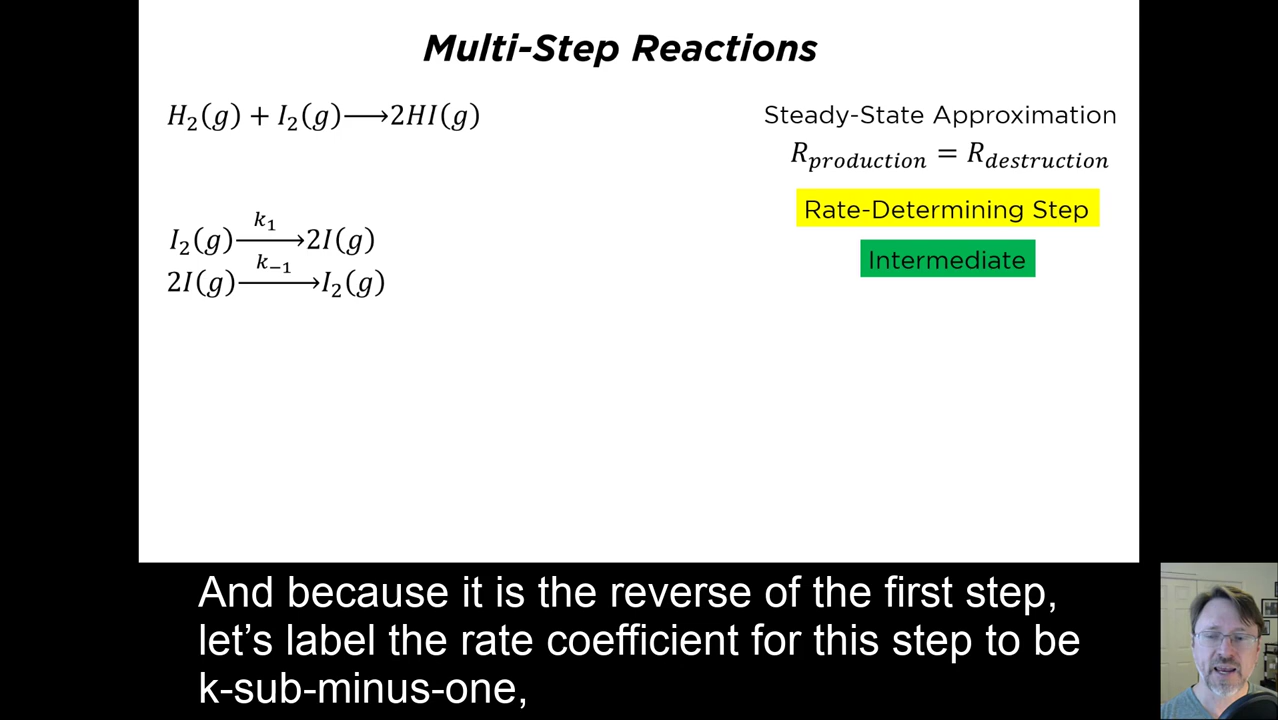 Multi-Step Reactions
H₂(g) + I₂(g) ⟶ 2HI(g)
Steady-State Approximation
R_production = R_destruction
Rate-Determining Step
Intermediate
k₁
I₂(g) ⟶ 2I(g)
k₋₁
2I(g) ⟶ I₂(g)
And because it is the reverse of the first step,
let’s label the rate coefficient for this step to be
k-sub-minus-one,